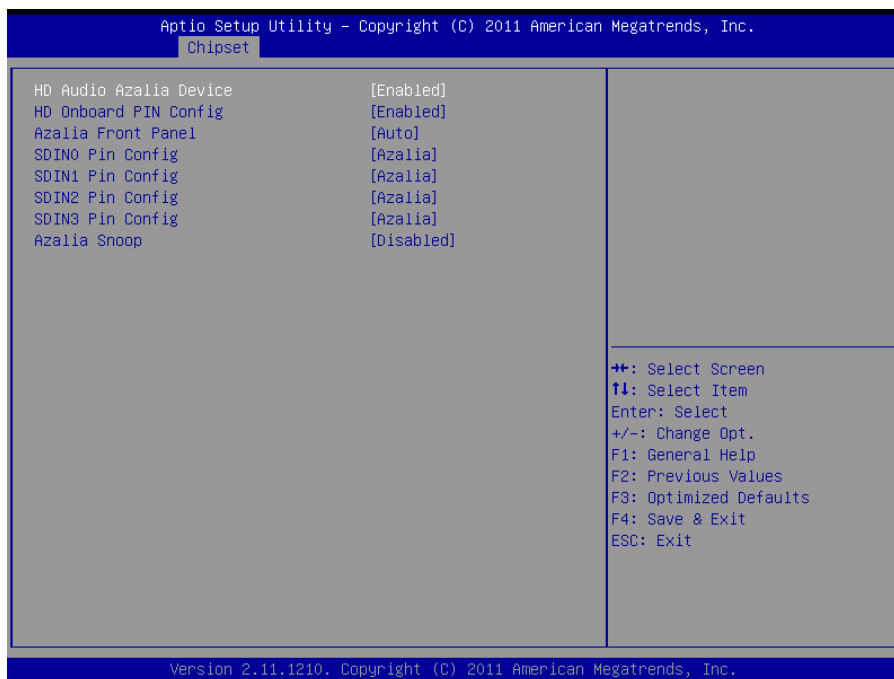 Aptio Setup Utility – Copyright (C) 2011 American Megatrends, Inc.
Chipset
HD Audio Azalia Device [Enabled]
HD Onboard PIN Config [Enabled]
Azalia Front Panel [Auto]
SDIN0 Pin Config [Azalia]
SDIN1 Pin Config [Azalia]
SDIN2 Pin Config [Azalia]
SDIN3 Pin Config [Azalia]
Azalia Snoop [Disabled]
→←: Select Screen
↑↓: Select Item
Enter: Select
+/-: Change Opt.
F1: General Help
F2: Previous Values
F3: Optimized Defaults
F4: Save & Exit
ESC: Exit
Version 2.11.1210. Copyright (C) 2011 American Megatrends, Inc.